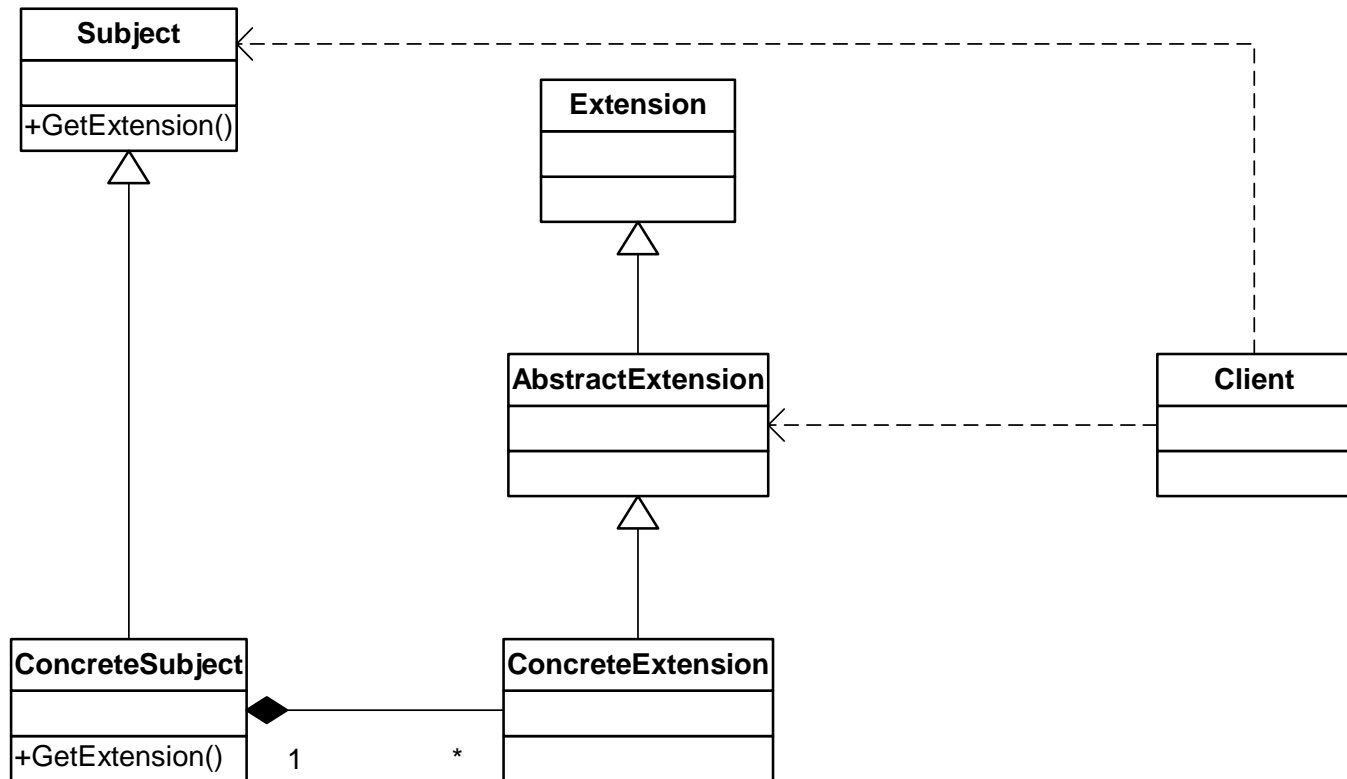 Subject
+GetExtension()
Extension
AbstractExtension
Client
ConcreteSubject
+GetExtension()
1
*
ConcreteExtension